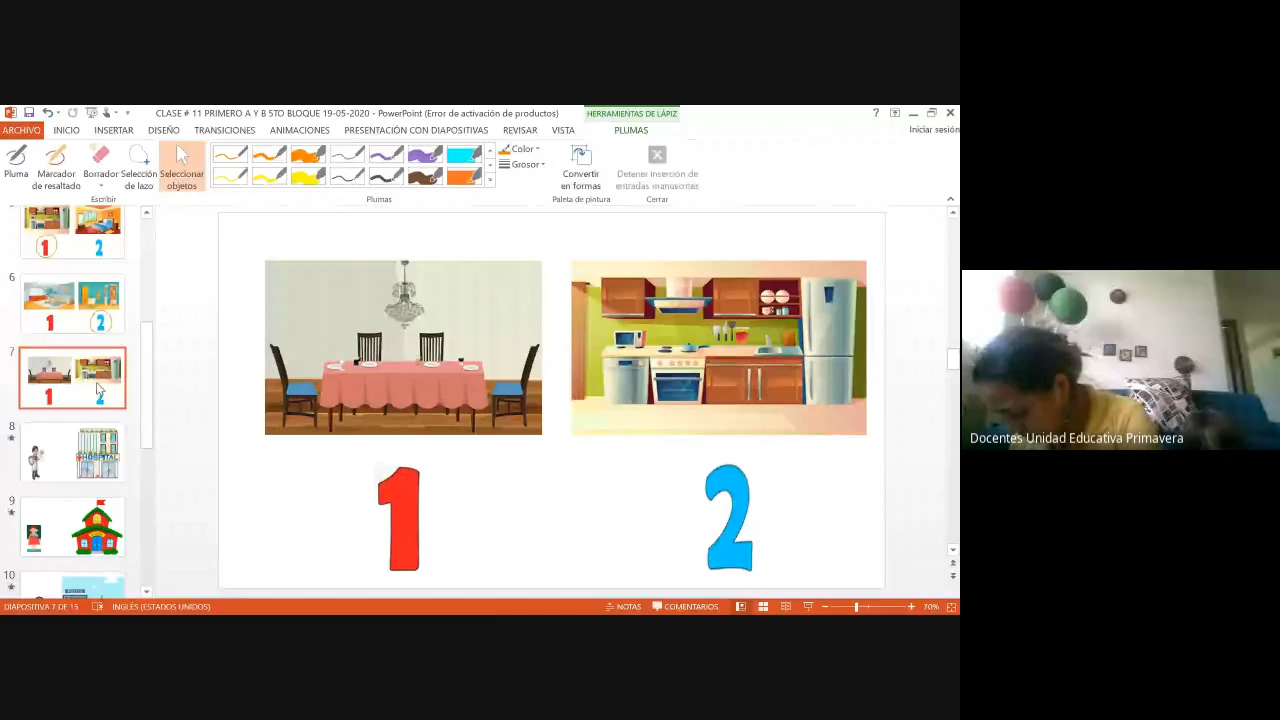 CLASE # 11 PRIMERO A Y B 5TO BLOQUE 19-05-2020 - PowerPoint (Error de activación de productos)
HERRAMIENTAS DE LÁPIZ
?
ARCHIVO INICIO INSERTAR DISEÑO TRANSICIONES ANIMACIONES PRESENTACIÓN CON DIAPOSITIVAS REVISAR VISTA PLUMAS
Iniciar sesión
Pluma
Marcador de resaltado
Borrador
Selección de lazo
Seleccionar objetos
Color
Grosor
Convertir en formas
Detener inserción de entradas manuscritas
Escribir
Plumas
Paleta de pintura
Cerrar
1 2
6
1 2
7
1 2
8
HOSPITAL
9
10
1 2
Docentes Unidad Educativa Primavera
DIAPOSITIVA 7 DE 15
INGLÉS (ESTADOS UNIDOS)
NOTAS
COMENTARIOS
70%